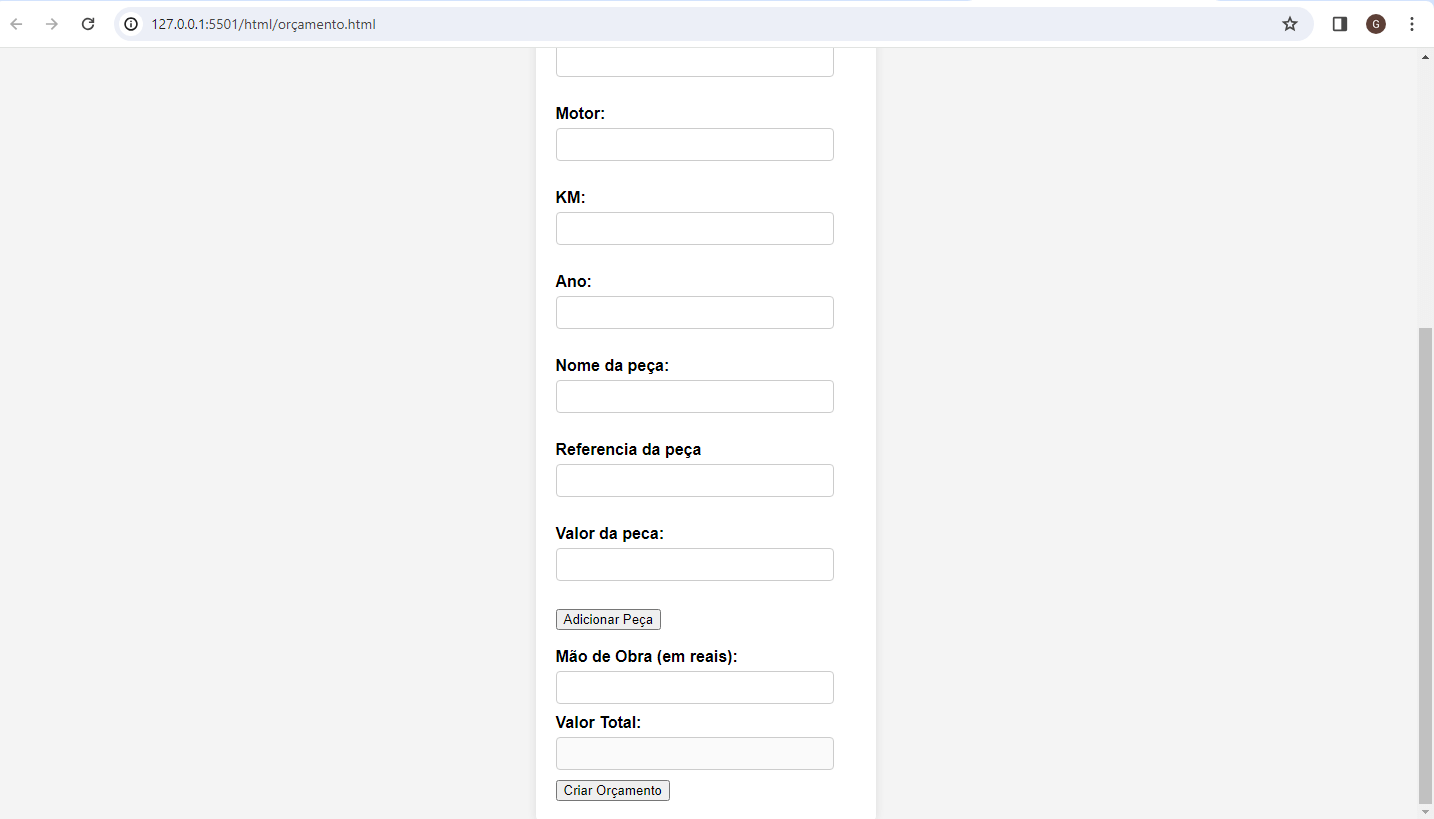 127.0.0.1:5501/html/orçamento.html
G
Motor:
KM:
Ano:
Nome da peça:
Referencia da peça
Valor da peca:
Adicionar Peça
Mão de Obra (em reais):
Valor Total:
Criar Orçamento